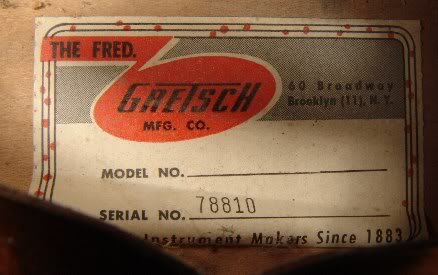 THE FRED.
GRETSCH
MFG. CO.
60 Broadway
Brooklyn (11), N. Y.
MODEL NO.
SERIAL NO. 78810
Instrument Makers Since 1883